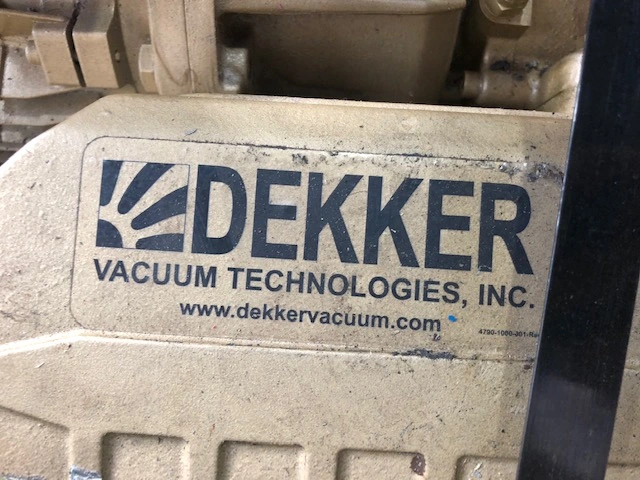 DEKKER
VACUUM TECHNOLOGIES, INC.
www.dekkervacuum.com